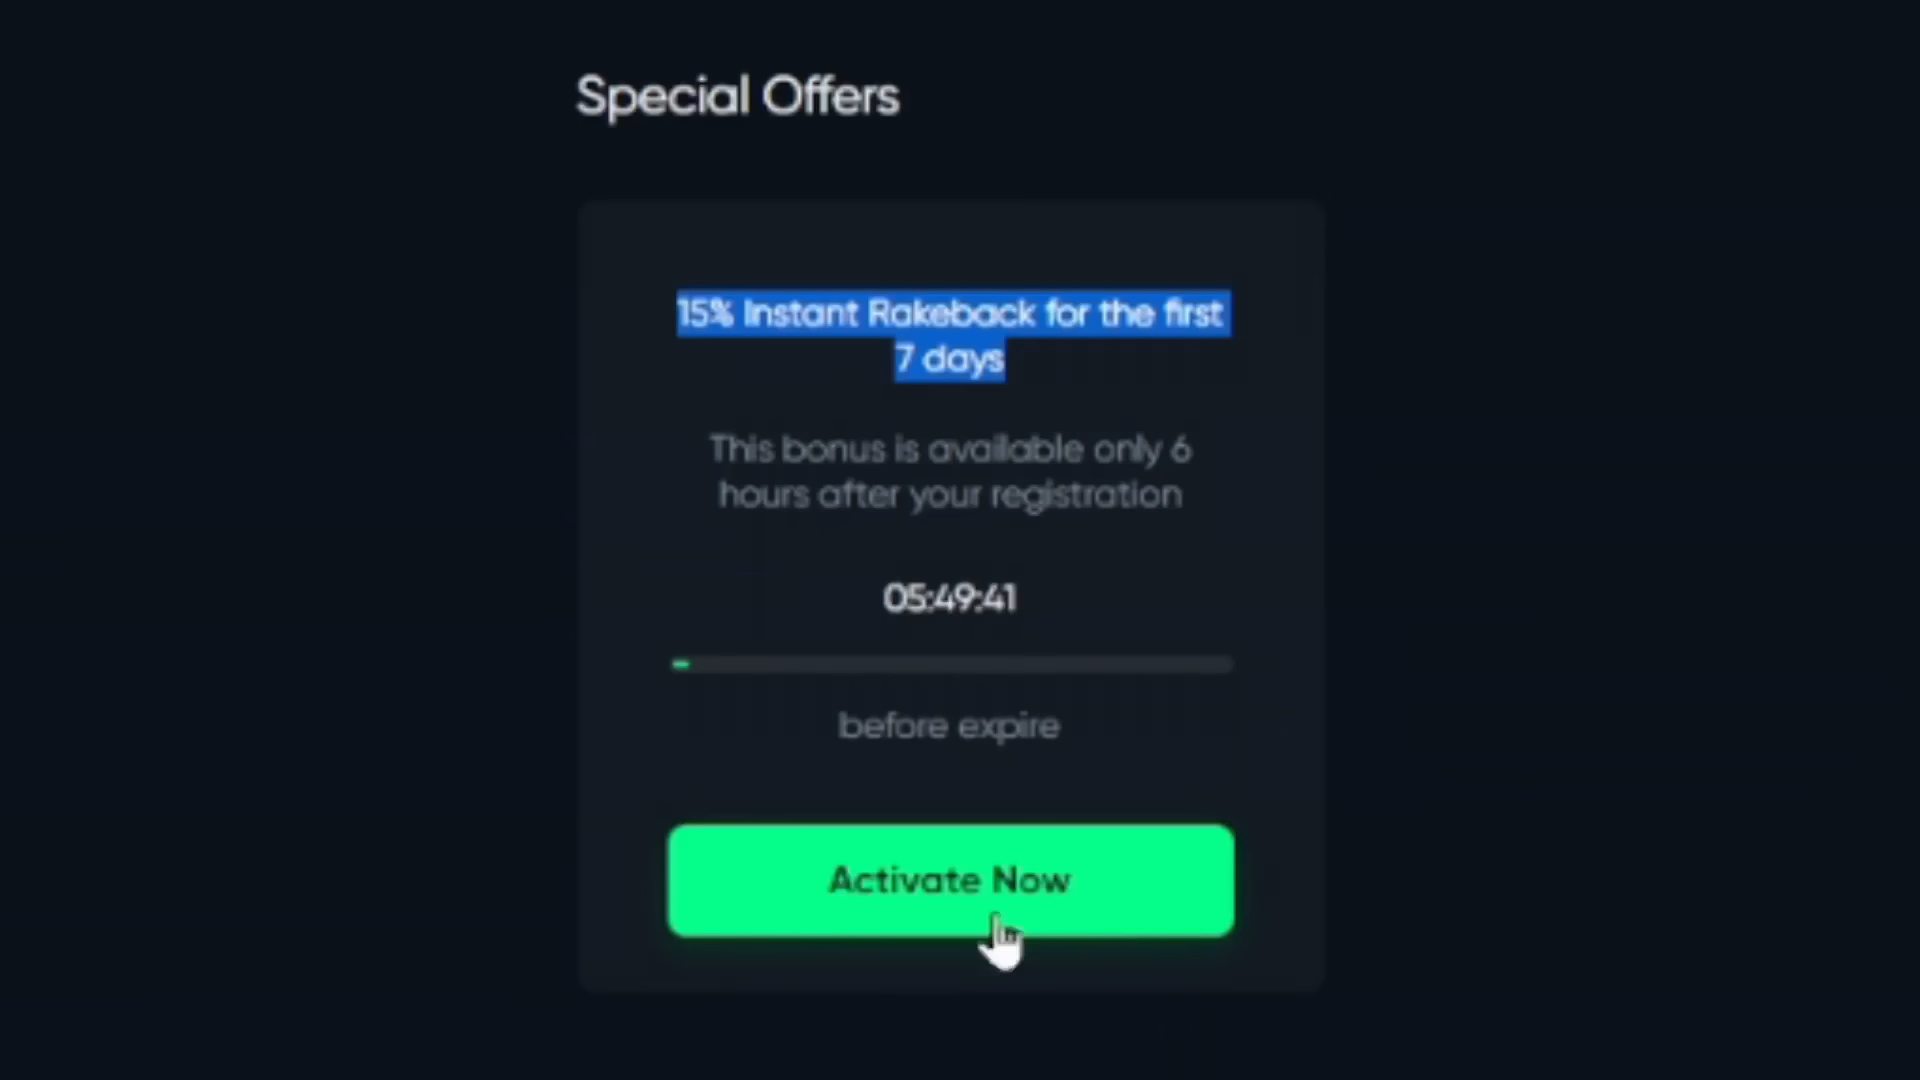 Special Offers
15% Instant Rakeback for the first
7 days
This bonus is available only 6
hours after your registration
05:49:41
before expire
Activate Now